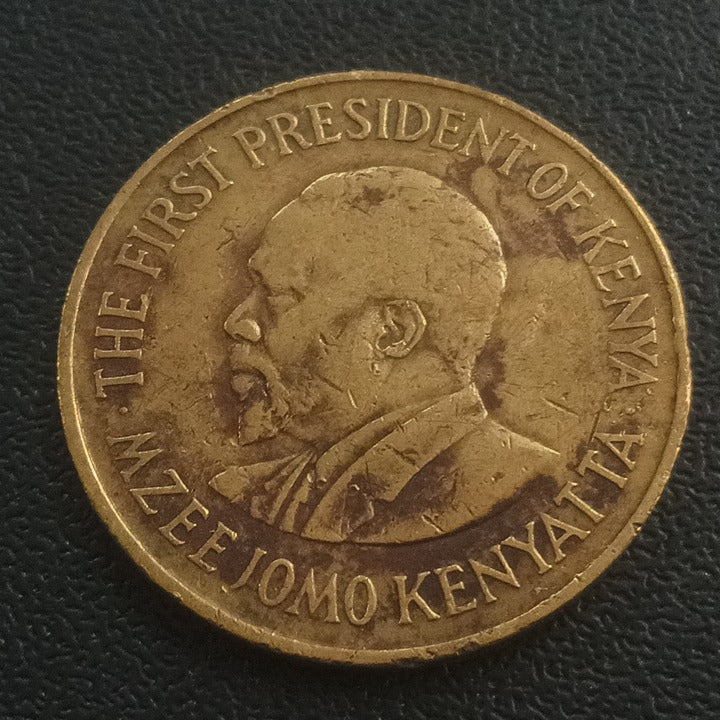 · THE FIRST PRESIDENT OF KENYA ·
MZEE JOMO KENYATTA